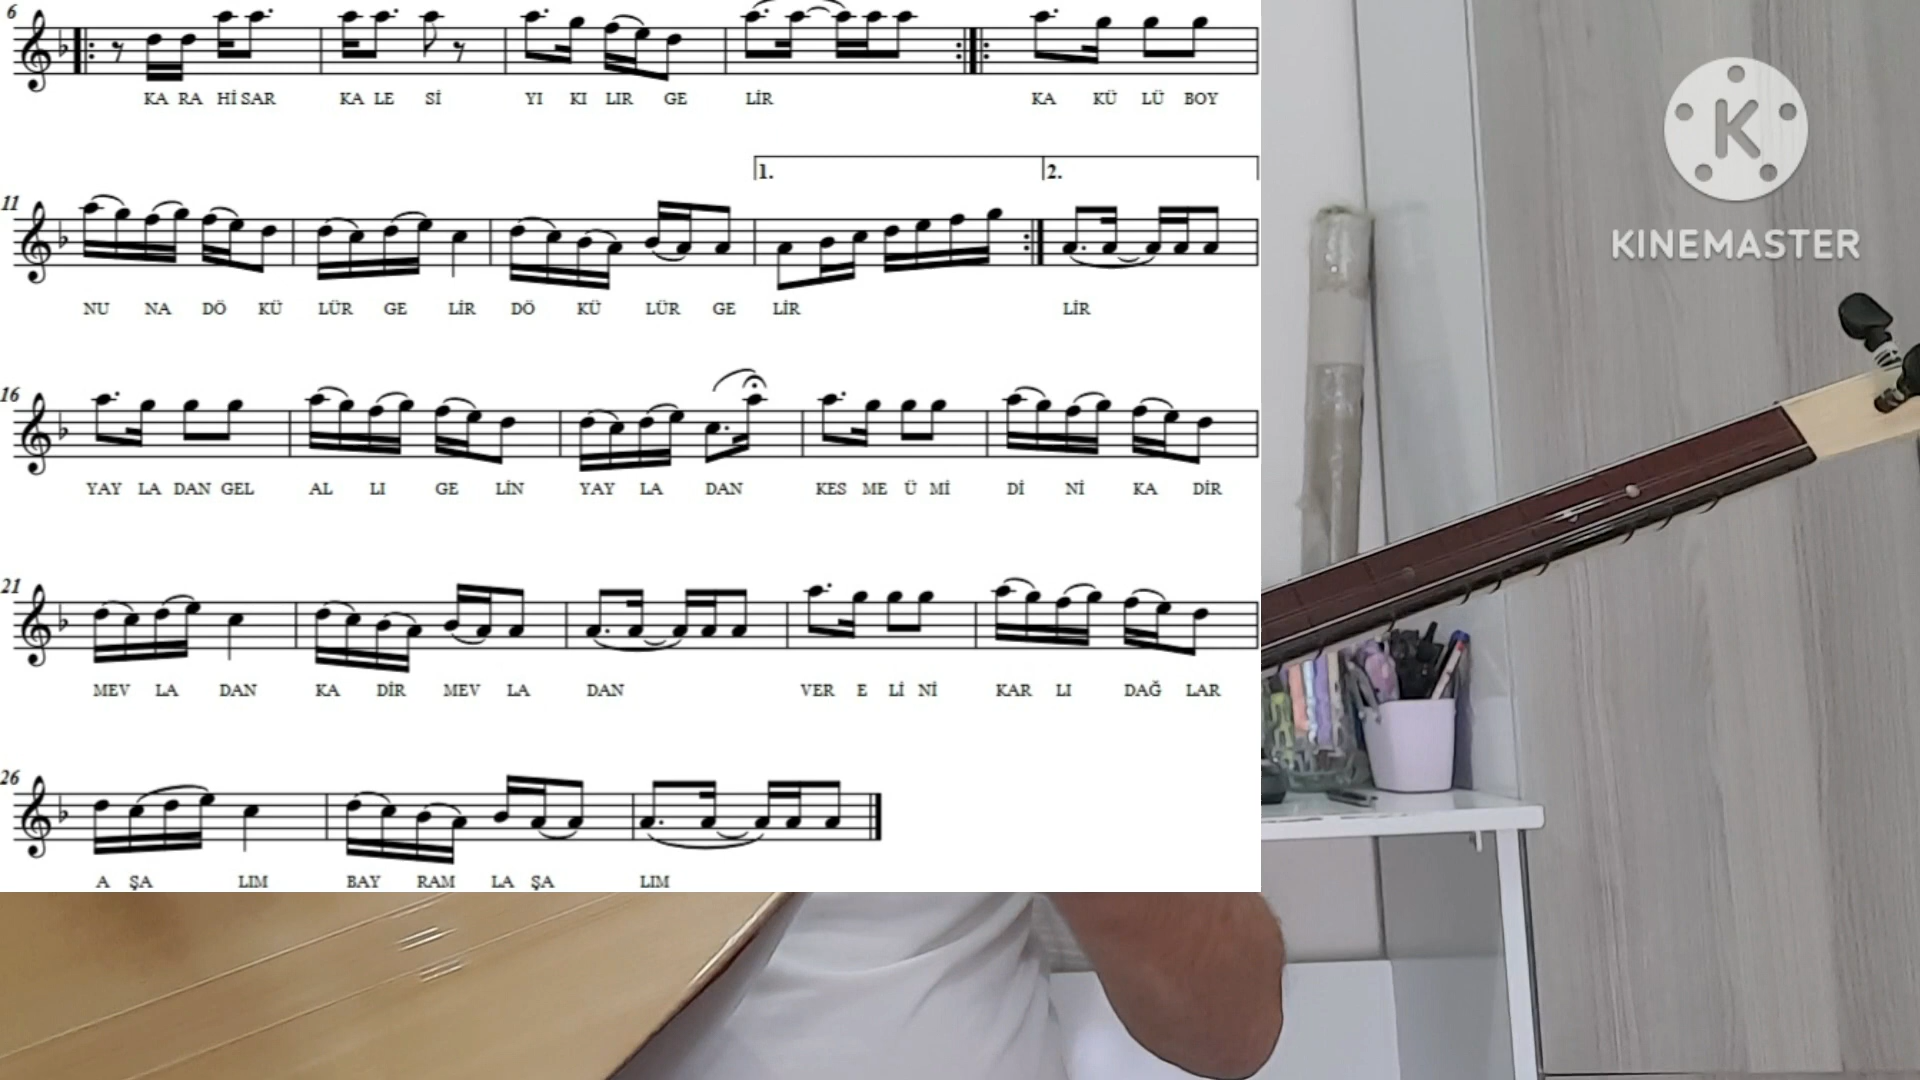 6
KA RA Hİ SAR KA LE Sİ YI KI LIR GE LİR KA KÜ LÜ BOY
1. 2.
11
NU NA DÖ KÜ LÜR GE LİR DÖ KÜ LÜR GE LİR LİR
16
YAY LA DAN GEL AL LI GE LİN YAY LA DAN KES ME Ü Mİ Dİ Nİ KA DİR
21
MEV LA DAN KA DİR MEV LA DAN VER E Lİ Nİ KAR LI DAĞ LAR
26
A ŞA LIM BAY RAM LA ŞA LIM
K
KINEMASTER